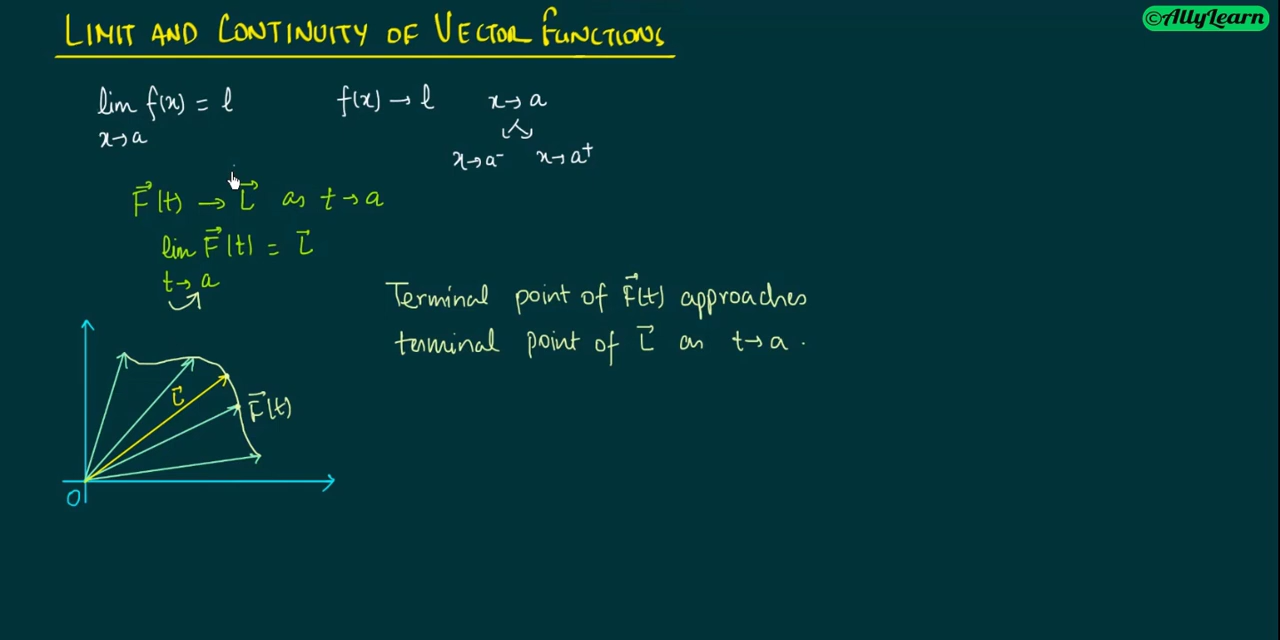 ©AllyLearn
LIMIT AND CONTINUITY OF VECTOR FUNCTIONS
lim f(x) = l f(x) → l x → a
x→a
x→a⁻ x→a⁺
F⃗(t) → L⃗ as t → a
lim F⃗(t) = L⃗
t→a
Terminal point of F⃗(t) approaches
terminal point of L⃗ as t→a.
L⃗
F⃗(t)
O